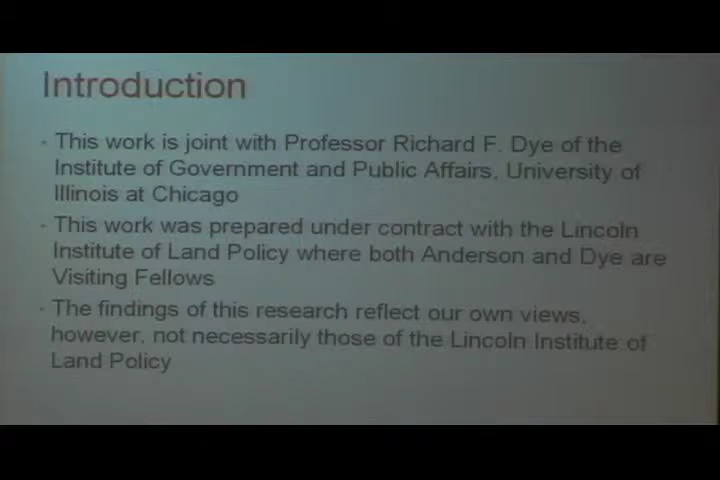 Introduction
· This work is joint with Professor Richard F. Dye of the
Institute of Government and Public Affairs, University of
Illinois at Chicago
· This work was prepared under contract with the Lincoln
Institute of Land Policy where both Anderson and Dye are
Visiting Fellows
· The findings of this research reflect our own views,
however, not necessarily those of the Lincoln Institute of
Land Policy